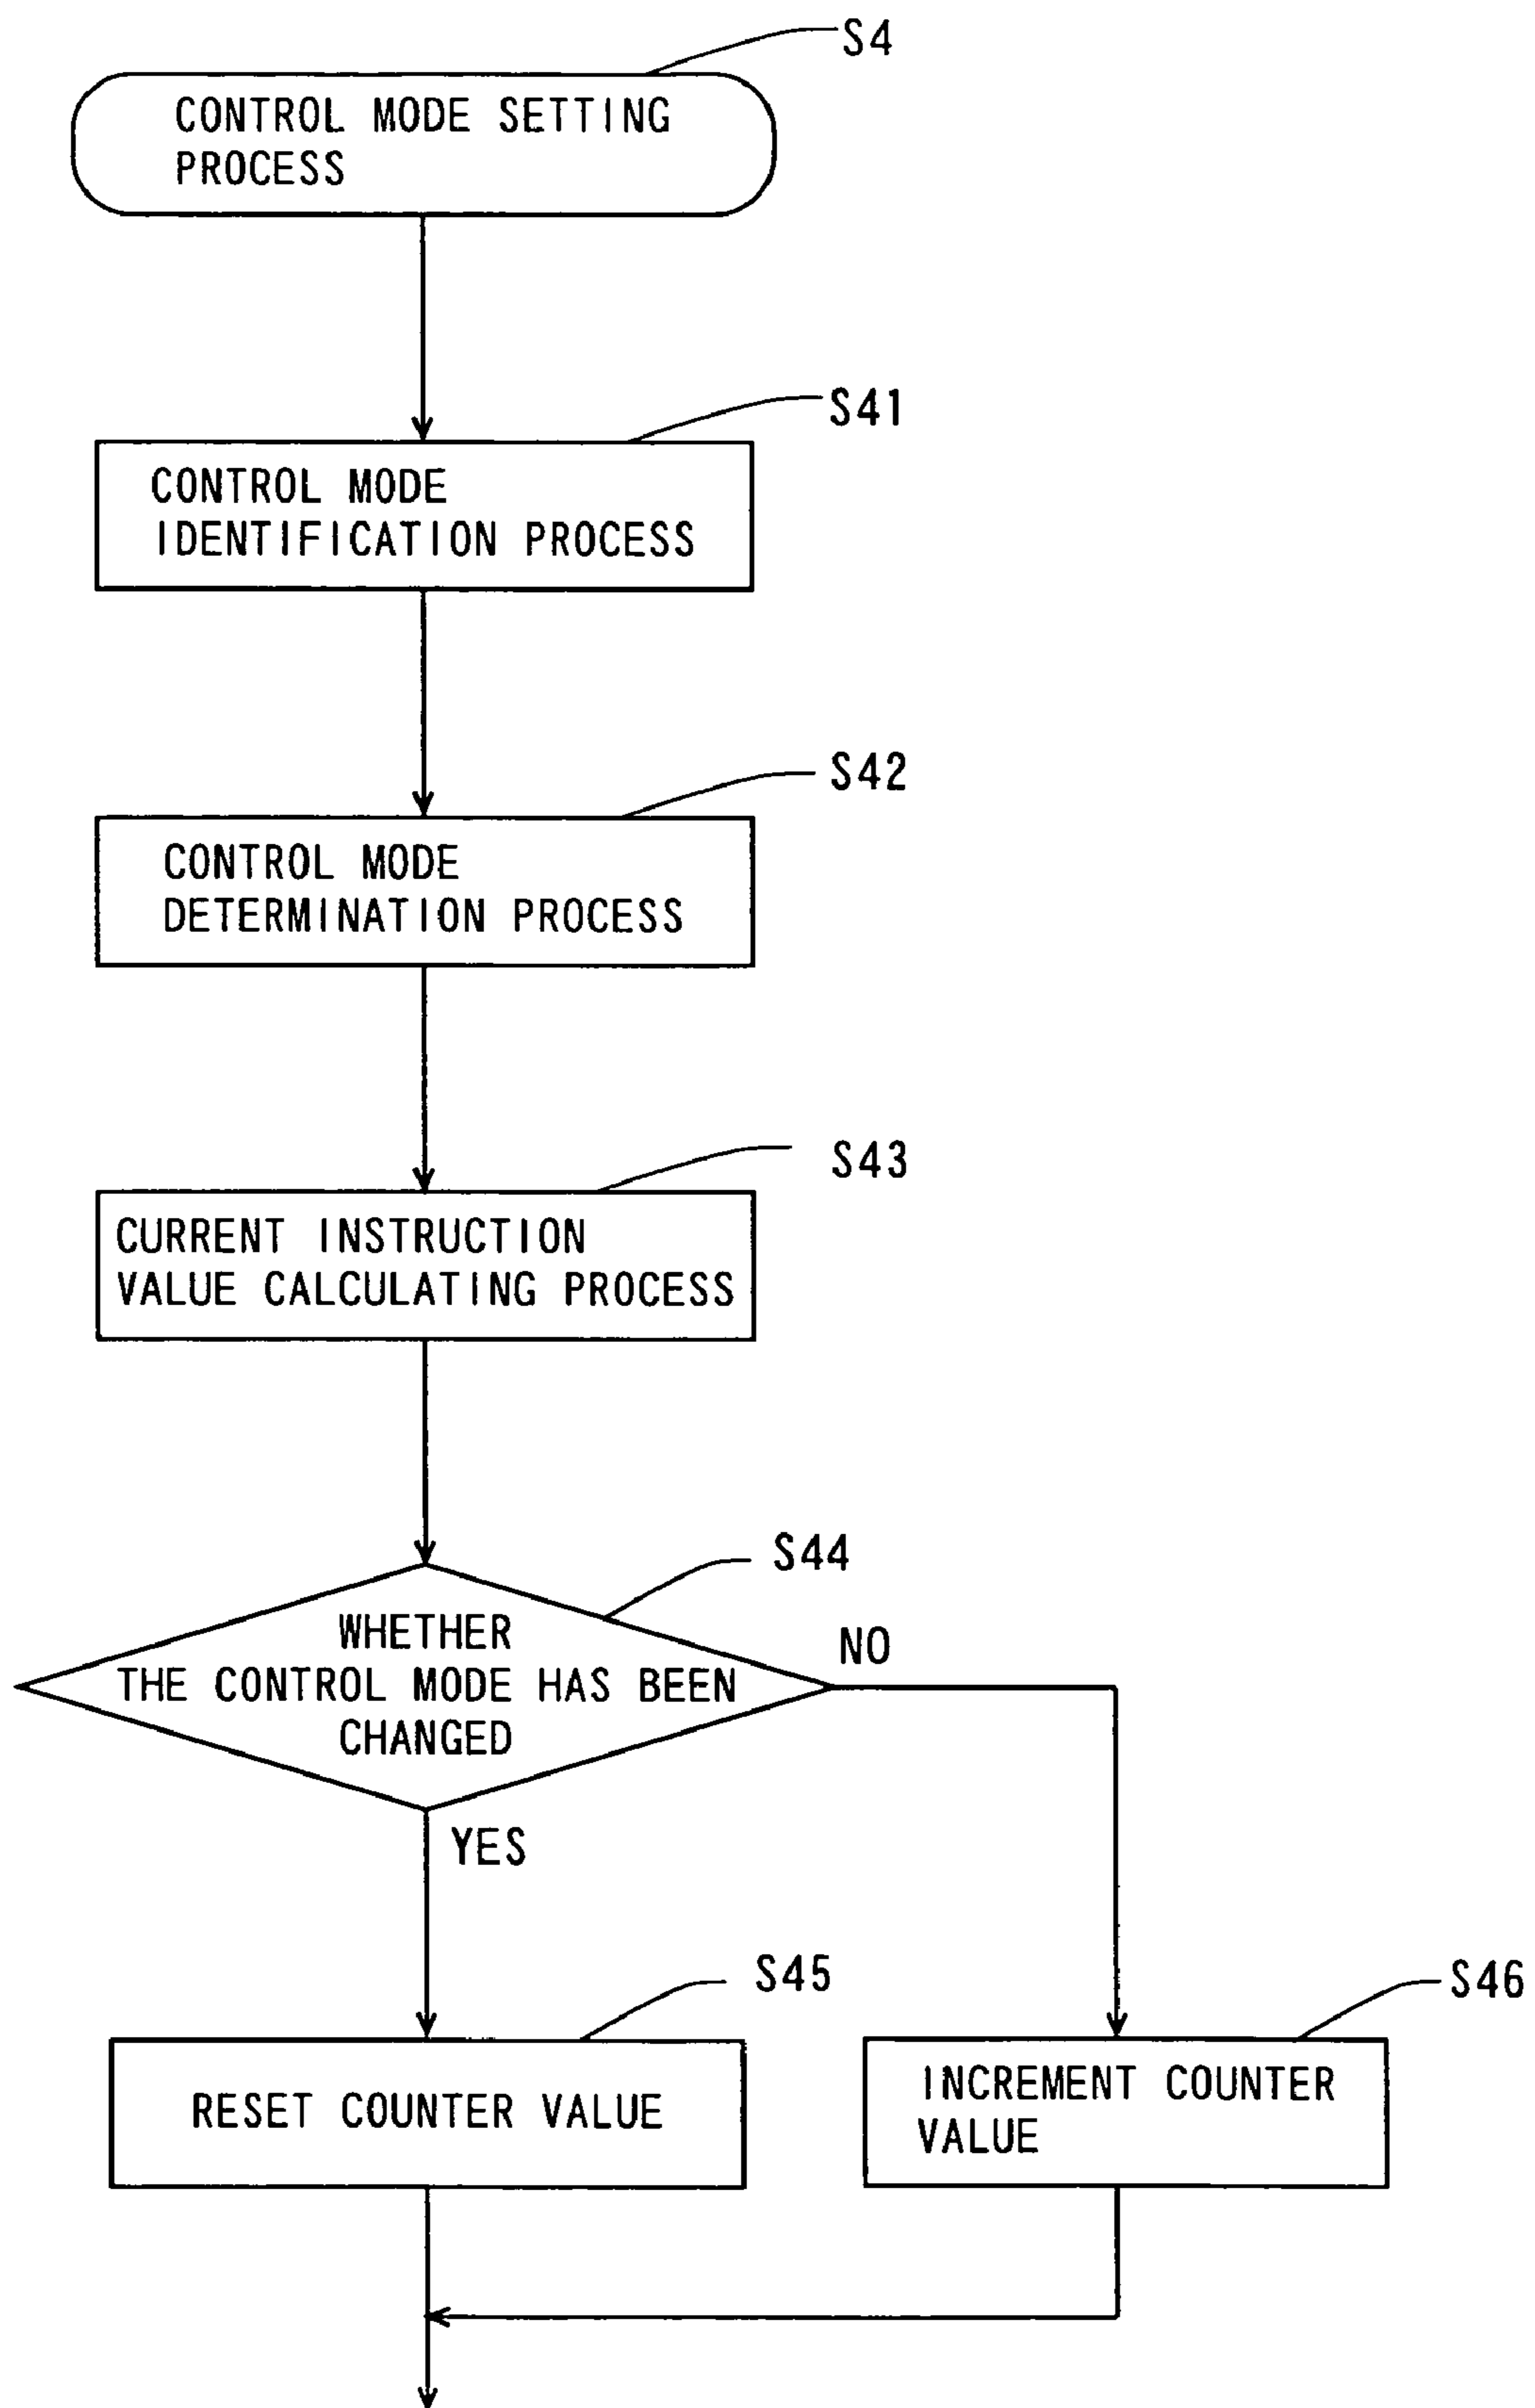 S4
CONTROL MODE SETTING
PROCESS
S41
CONTROL MODE
IDENTIFICATION PROCESS
S42
CONTROL MODE
DETERMINATION PROCESS
S43
CURRENT INSTRUCTION
VALUE CALCULATING PROCESS
S44
WHETHER
THE CONTROL MODE HAS BEEN
CHANGED
NO
YES
S45
RESET COUNTER VALUE
S46
INCREMENT COUNTER
VALUE